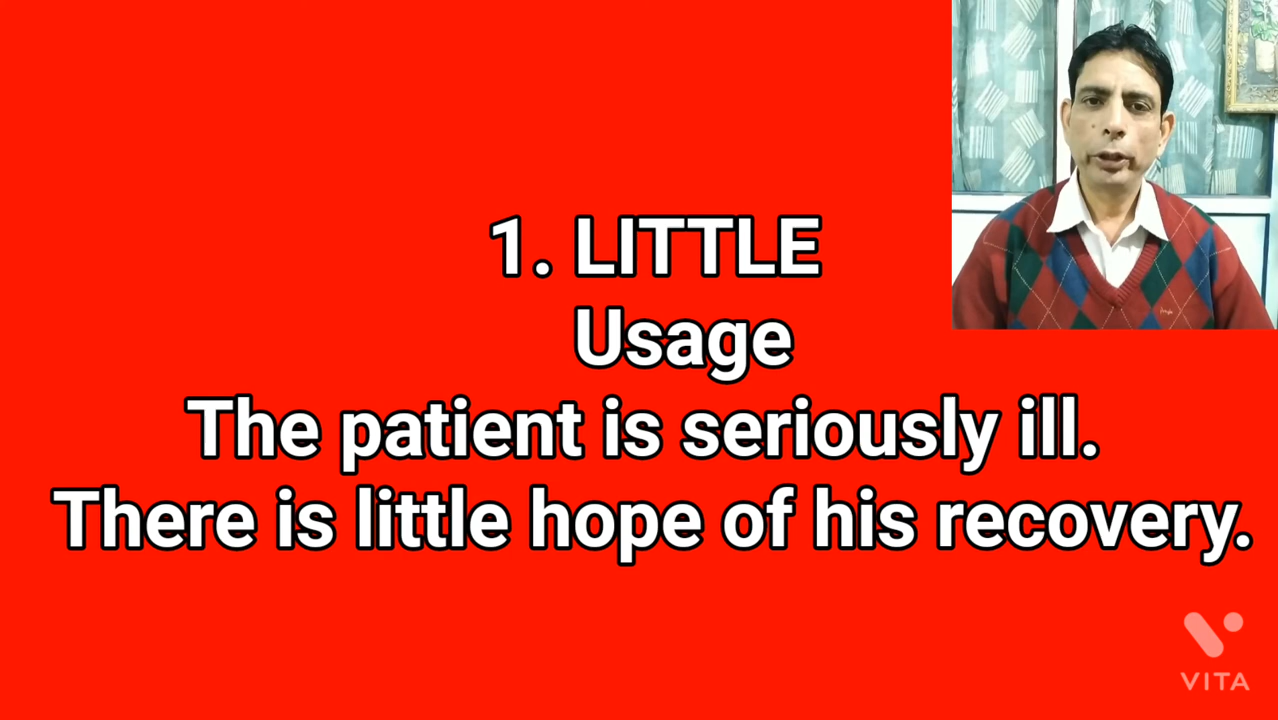 1. LITTLE
Usage
The patient is seriously ill.
There is little hope of his recovery.
VITA